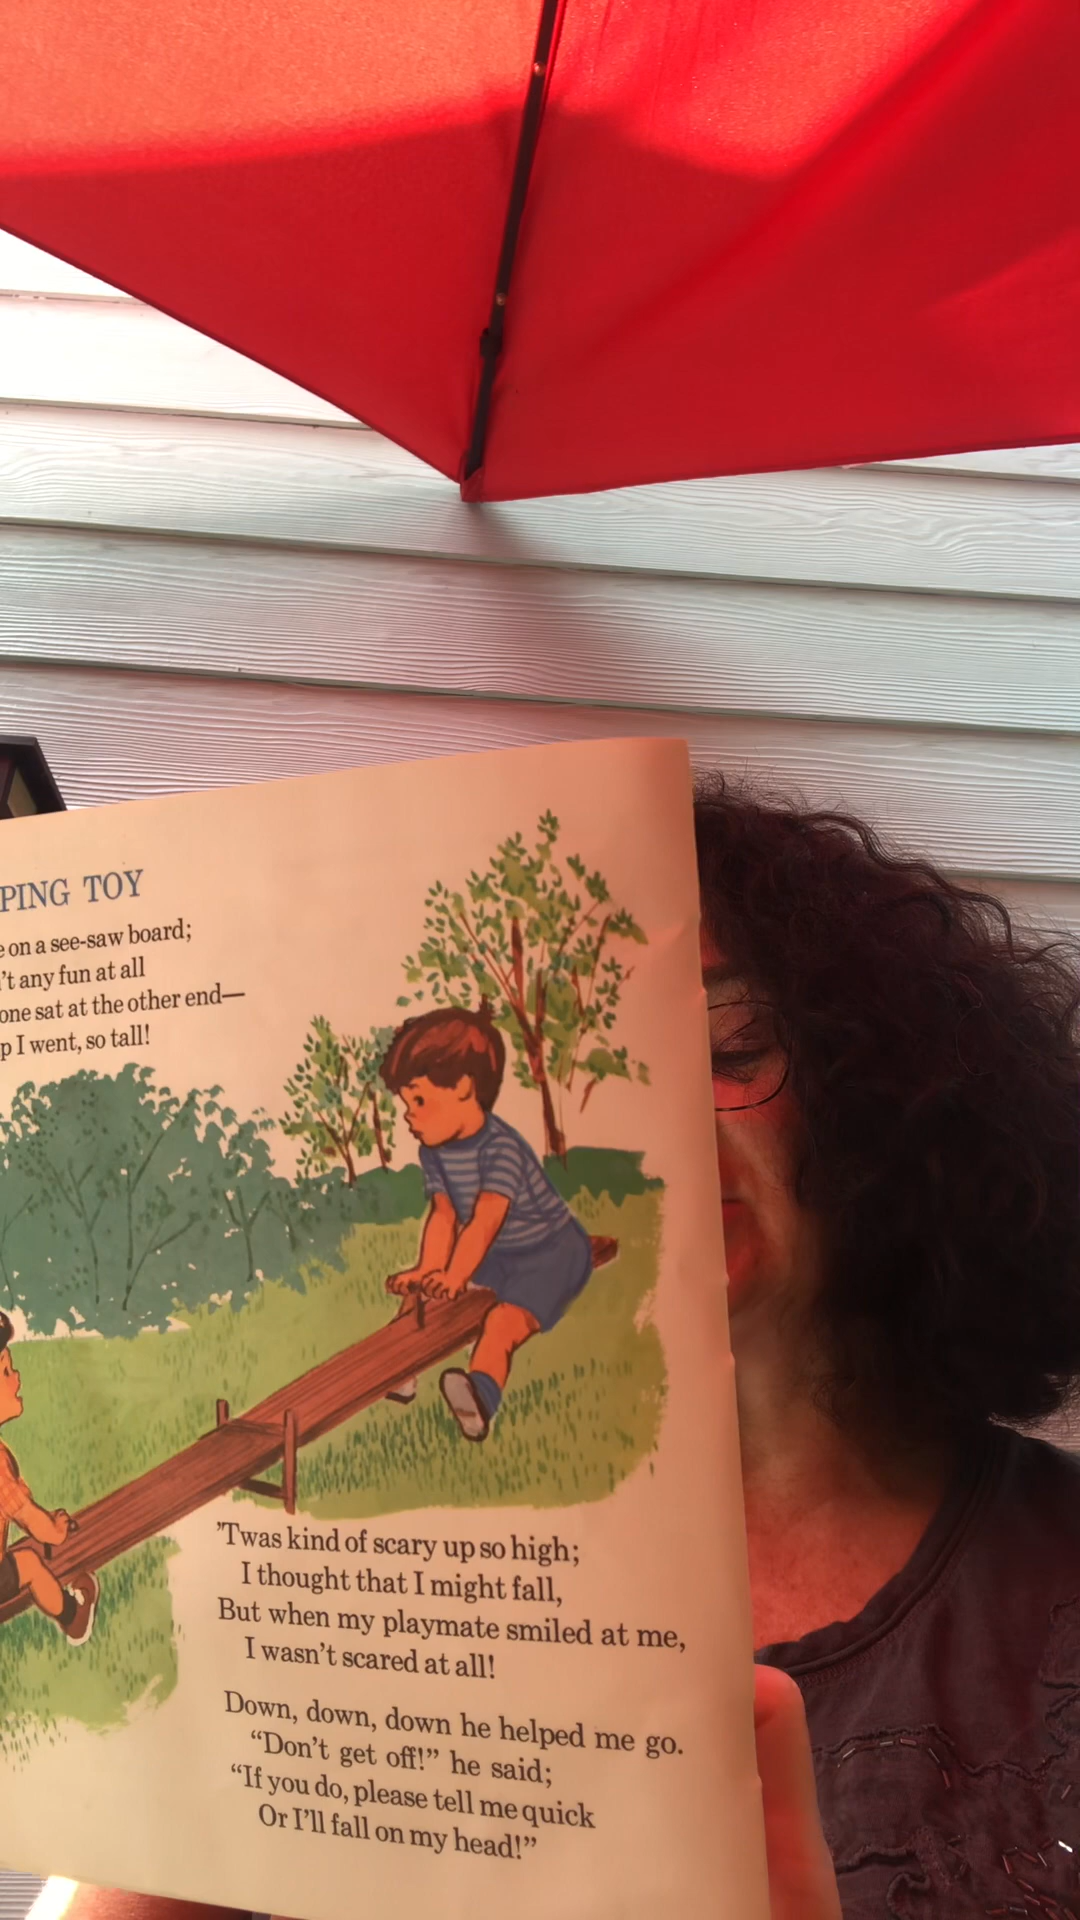 PING TOY
on a see-saw board;
't any fun at all
one sat at the other end—
p I went, so tall!
'Twas kind of scary up so high;
I thought that I might fall,
But when my playmate smiled at me,
I wasn't scared at all!
Down, down, down he helped me go.
“Don't get off!” he said;
“If you do, please tell me quick
Or I'll fall on my head!”